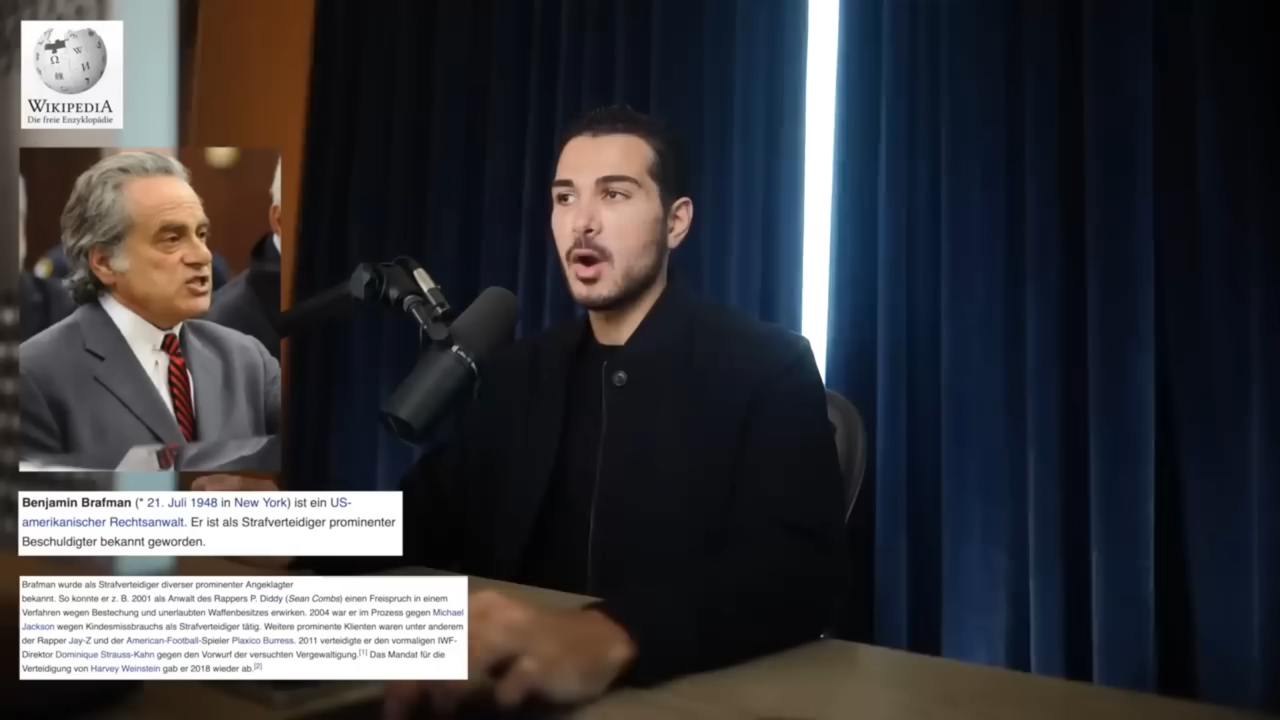 WIKIPEDIA
Die freie Enzyklopädie
Benjamin Brafman (* 21. Juli 1948 in New York) ist ein US-
amerikanischer Rechtsanwalt. Er ist als Strafverteidiger prominenter
Beschuldigter bekannt geworden.
Brafman wurde als Strafverteidiger diverser prominenter Angeklagter
bekannt. So konnte er z. B. 2001 als Anwalt des Rappers P. Diddy (Sean Combs) einen Freispruch in einem
Verfahren wegen Bestechung und unerlaubten Waffenbesitzes erwirken. 2004 war er im Prozess gegen Michael
Jackson wegen Kindesmissbrauchs als Strafverteidiger tätig. Weitere prominente Klienten waren unter anderem
der Rapper Jay-Z und der American-Football-Spieler Plaxico Burress. 2011 verteidigte er den vormaligen IWF-
Direktor Dominique Strauss-Kahn gegen den Vorwurf der versuchten Vergewaltigung.[1] Das Mandat für die
Verteidigung von Harvey Weinstein gab er 2018 wieder ab.[2]